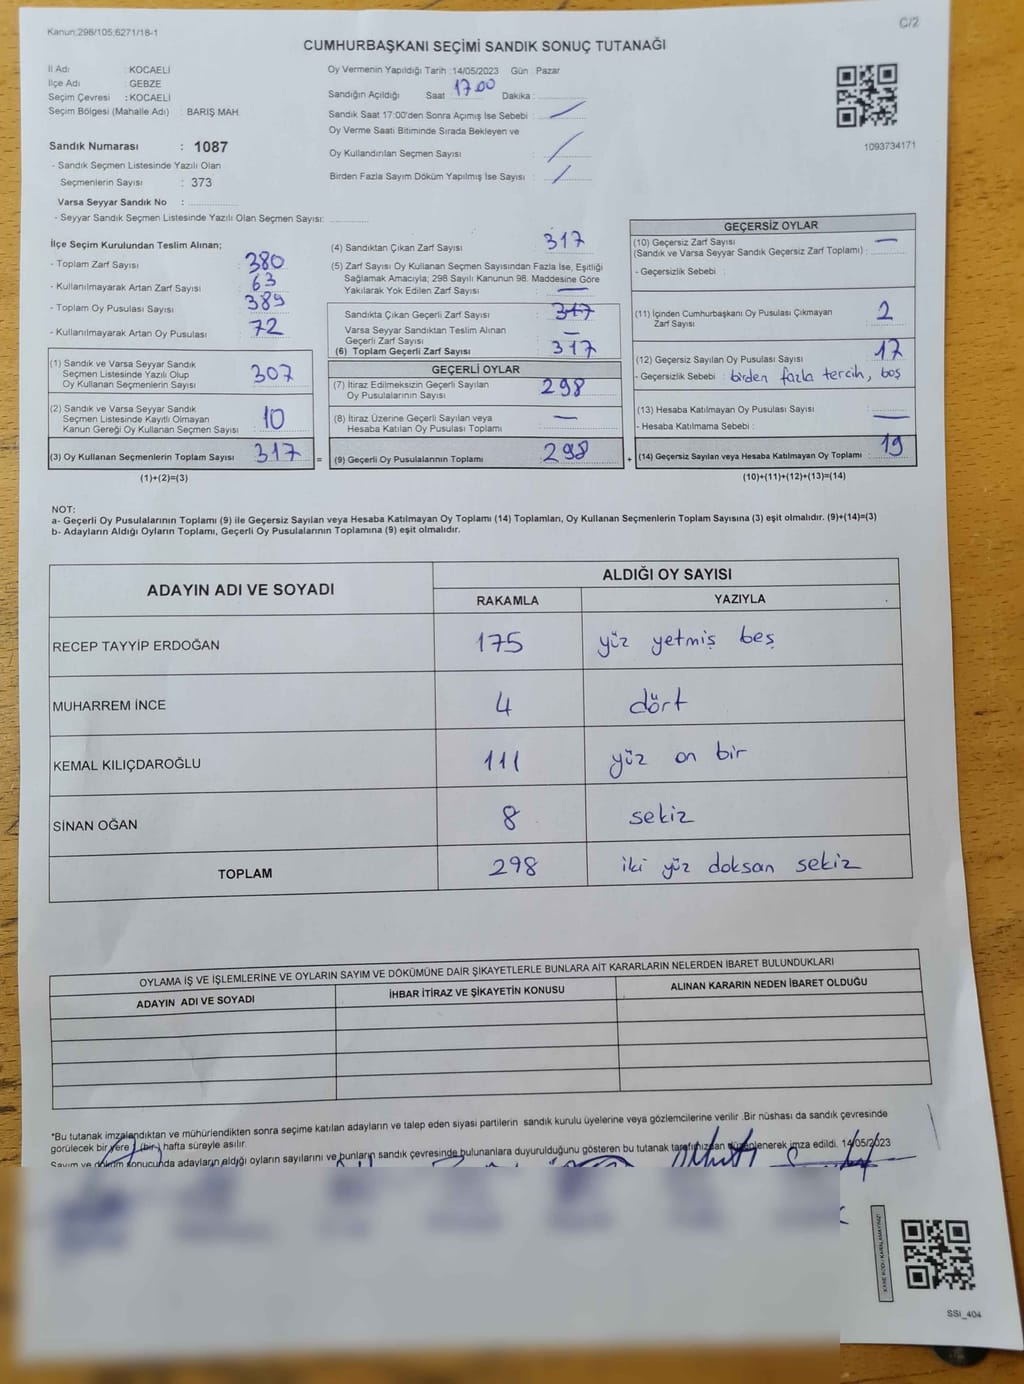 Kanun:298/105,6271/18-1
C/2
CUMHURBAŞKANI SEÇİMİ SANDIK SONUÇ TUTANAĞI
İl Adı : KOCAELİ
İlçe Adı : GEBZE
Seçim Çevresi : KOCAELİ
Seçim Bölgesi (Mahalle Adı) : BARIŞ MAH.
Sandık Numarası : 1087
- Sandık Seçmen Listesinde Yazılı Olan
Seçmenlerin Sayısı : 373
Varsa Seyyar Sandık No :
- Seyyar Sandık Seçmen Listesinde Yazılı Olan Seçmen Sayısı:
Oy Vermenin Yapıldığı Tarih :14/05/2023 Gün Pazar
Sandığın Açıldığı Saat : 17.00 Dakika :
Sandık Saat 17:00'den Sonra Açımış İse Sebebi :
Oy Verme Saati Bitiminde Sırada Bekleyen ve
Oy Kullandırılan Seçmen Sayısı :
Birden Fazla Sayım Döküm Yapılmış İse Sayısı :
1093734171
İlçe Seçim Kurulundan Teslim Alınan;
- Toplam Zarf Sayısı : 380
- Kullanılmayarak Artan Zarf Sayısı : 63
- Toplam Oy Pusulası Sayısı : 389
- Kullanılmayarak Artan Oy Pusulası : 72
(1) Sandık ve Varsa Seyyar Sandık
Seçmen Listesinde Yazılı Olup
Oy Kullanan Seçmenlerin Sayısı : 307
(2) Sandık ve Varsa Seyyar Sandık
Seçmen Listesinde Kayıtlı Olmayan
Kanun Gereği Oy Kullanan Seçmen Sayısı : 10
(3) Oy Kullanan Seçmenlerin Toplam Sayısı : 317
(1)+(2)=(3)
(4) Sandıktan Çıkan Zarf Sayısı : 317
(5) Zarf Sayısı Oy Kullanan Seçmen Sayısından Fazla İse, Eşitliği
Sağlamak Amacıyla; 298 Sayılı Kanunun 98. Maddesine Göre
Yakılarak Yok Edilen Zarf Sayısı : —
Sandıkta Çıkan Geçerli Zarf Sayısı : 317
Varsa Seyyar Sandıktan Teslim Alınan
Geçerli Zarf Sayısı : —
(6) Toplam Geçerli Zarf Sayısı : 317
GEÇERLİ OYLAR
(7) İtiraz Edilmeksizin Geçerli Sayılan
Oy Pusulalarının Sayısı : 298
(8) İtiraz Üzerine Geçerli Sayılan veya
Hesaba Katılan Oy Pusulası Toplamı : —
= (9) Geçerli Oy Pusulalarının Toplamı : 298
GEÇERSİZ OYLAR
(10) Geçersiz Zarf Sayısı
(Sandık ve Varsa Seyyar Sandık Geçersiz Zarf Toplamı) : —
- Geçersizlik Sebebi :
(11) İçinden Cumhurbaşkanı Oy Pusulası Çıkmayan
Zarf Sayısı : 2
(12) Geçersiz Sayılan Oy Pusulası Sayısı : 17
- Geçersizlik Sebebi : birden fazla tercih, boş
(13) Hesaba Katılmayan Oy Pusulası Sayısı : —
- Hesaba Katılmama Sebebi :
+ (14) Geçersiz Sayılan veya Hesaba Katılmayan Oy Toplamı : 19
(10)+(11)+(12)+(13)=(14)
NOT:
a- Geçerli Oy Pusulalarının Toplamı (9) ile Geçersiz Sayılan veya Hesaba Katılmayan Oy Toplamı (14) Toplamları, Oy Kullanan Seçmenlerin Toplam Sayısına (3) eşit olmalıdır. (9)+(14)=(3)
b- Adayların Aldığı Oyların Toplamı, Geçerli Oy Pusulalarının Toplamına (9) eşit olmalıdır.
ADAYIN ADI VE SOYADI
ALDIĞI OY SAYISI
RAKAMLA YAZIYLA
RECEP TAYYİP ERDOĞAN 175 yüz yetmiş beş
MUHARREM İNCE 4 dört
KEMAL KILIÇDAROĞLU 111 yüz on bir
SİNAN OĞAN 8 sekiz
TOPLAM 298 iki yüz doksan sekiz
OYLAMA İŞ VE İŞLEMLERİNE VE OYLARIN SAYIM VE DÖKÜMÜNE DAİR ŞİKAYETLERLE BUNLARA AİT KARARLARIN NELERDEN İBARET BULUNDUKLARI
ADAYIN ADI VE SOYADI İHBAR İTİRAZ VE ŞİKAYETİN KONUSU ALINAN KARARIN NEDEN İBARET OLDUĞU
*Bu tutanak imzalandıktan ve mühürlendikten sonra seçime katılan adayların ve talep eden siyasi partilerin sandık kurulu üyelerine veya gözlemcilerine verilir. Bir nüshası da sandık çevresinde
görülecek bir yere 1(bir) hafta süreyle asılır.
Sayım ve döküm sonucunda adayların aldığı oyların sayılarını ve bunların sandık çevresinde bulunanlara duyurulduğunu gösteren bu tutanak tarafımızdan düzenlenerek imza edildi. 14/05/2023
KARE KODU KARALAMAYINIZ!
SSİ_404